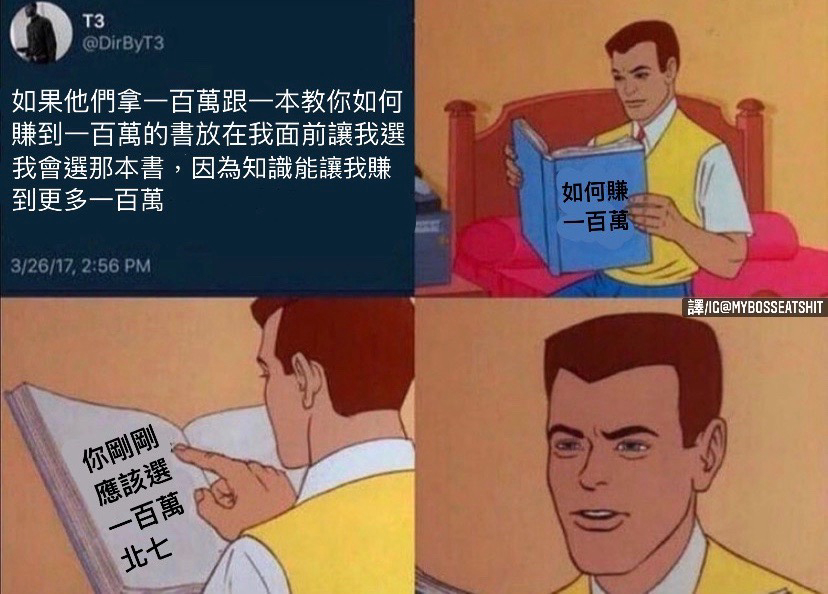 T3
@DirByT3
如果他們拿一百萬跟一本教你如何
賺到一百萬的書放在我面前讓我選
我會選那本書，因為知識能讓我賺
到更多一百萬
3/26/17, 2:56 PM
如何賺
一百萬
譯/IG@MYBOSSEATSHIT
你剛剛
應該選
一百萬
北七